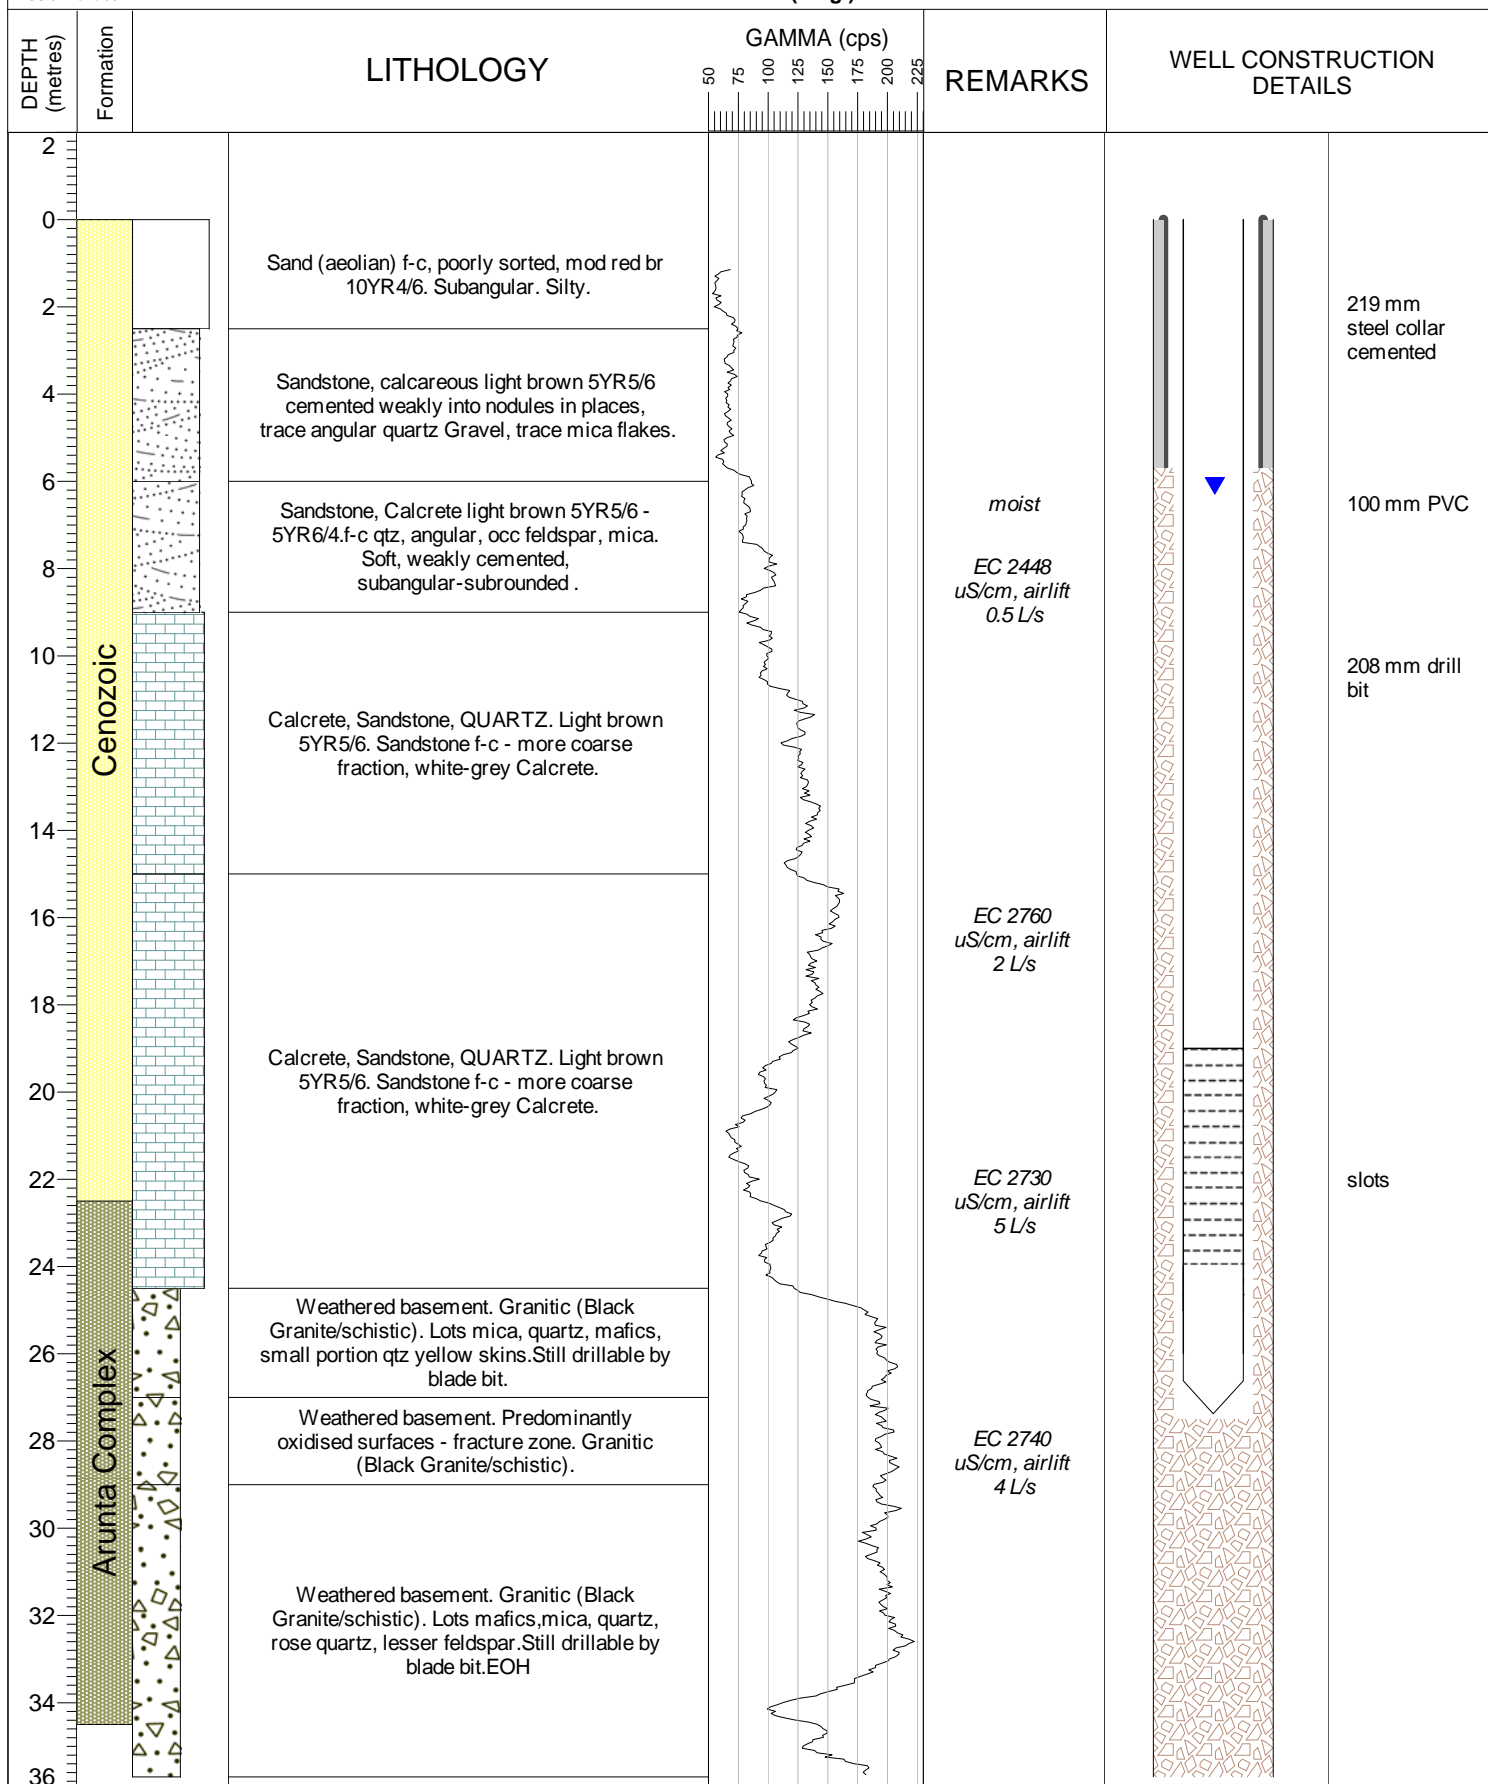 GAMMA (cps)
DEPTH
(metres)
Formation
LITHOLOGY
50 75 100 125 150 175 200 225
REMARKS
WELL CONSTRUCTION
DETAILS
2
0
Sand (aeolian) f-c, poorly sorted, mod red br
10YR4/6. Subangular. Silty.
2
219 mm
steel collar
cemented
4
Sandstone, calcareous light brown 5YR5/6
cemented weakly into nodules in places,
trace angular quartz Gravel, trace mica flakes.
6
moist
100 mm PVC
Sandstone, Calcrete light brown 5YR5/6 -
5YR6/4.f-c qtz, angular, occ feldspar, mica.
Soft, weakly cemented,
subangular-subrounded .
8
EC 2448
uS/cm, airlift
0.5 L/s
10
208 mm drill
bit
Cenozoic
Calcrete, Sandstone, QUARTZ. Light brown
5YR5/6. Sandstone f-c - more coarse
fraction, white-grey Calcrete.
12
14
16
EC 2760
uS/cm, airlift
2 L/s
18
Calcrete, Sandstone, QUARTZ. Light brown
5YR5/6. Sandstone f-c - more coarse
fraction, white-grey Calcrete.
20
22
EC 2730
uS/cm, airlift
5 L/s
slots
24
Weathered basement. Granitic (Black
Granite/schistic). Lots mica, quartz, mafics,
small portion qtz yellow skins.Still drillable by
blade bit.
26
Arunta Complex
Weathered basement. Predominantly
oxidised surfaces - fracture zone. Granitic
(Black Granite/schistic).
28
EC 2740
uS/cm, airlift
4 L/s
30
Weathered basement. Granitic (Black
Granite/schistic). Lots mafics,mica, quartz,
rose quartz, lesser feldspar.Still drillable by
blade bit.EOH
32
34
36